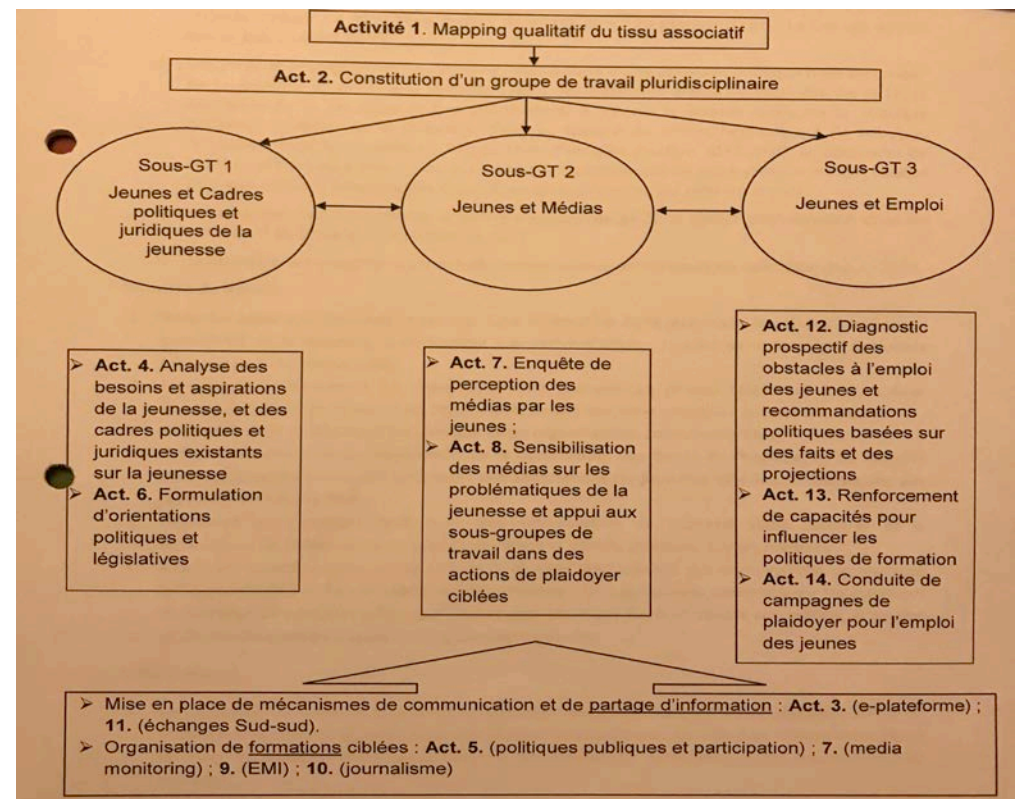 Activité 1. Mapping qualitatif du tissu associatif
Act. 2. Constitution d'un groupe de travail pluridisciplinaire
Sous-GT 1
Jeunes et Cadres
politiques et
juridiques de la
jeunesse
Sous-GT 2
Jeunes et Médias
Sous-GT 3
Jeunes et Emploi
➢ Act. 4. Analyse des
besoins et aspirations
de la jeunesse, et des
cadres politiques et
juridiques existants
sur la jeunesse
➢ Act. 6. Formulation
d'orientations
politiques et
législatives
➢ Act. 7. Enquête de
perception des
médias par les
jeunes ;
➢ Act. 8. Sensibilisation
des médias sur les
problématiques de la
jeunesse et appui aux
sous-groupes de
travail dans des
actions de plaidoyer
ciblées
➢ Act. 12. Diagnostic
prospectif des
obstacles à l'emploi
des jeunes et
recommandations
politiques basées sur
des faits et des
projections
➢ Act. 13. Renforcement
de capacités pour
influencer les
politiques de formation
➢ Act. 14. Conduite de
campagnes de
plaidoyer pour l'emploi
des jeunes
➢ Mise en place de mécanismes de communication et de partage d'information : Act. 3. (e-plateforme) ;
11. (échanges Sud-sud).
➢ Organisation de formations ciblées : Act. 5. (politiques publiques et participation) ; 7. (media
monitoring) ; 9. (EMI) ; 10. (journalisme)